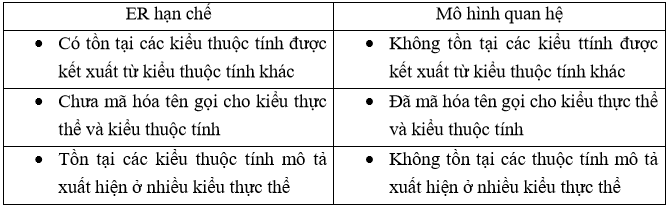 ER hạn chế
Mô hình quan hệ
• Có tồn tại các kiểu thuộc tính được
kết xuất từ kiểu thuộc tính khác
• Không tồn tại các kiểu ttính được
kết xuất từ kiểu thuộc tính khác
• Chưa mã hóa tên gọi cho kiểu thực
thể và kiểu thuộc tính
• Đã mã hóa tên gọi cho kiểu thực thể
và kiểu thuộc tính
• Tồn tại các kiểu thuộc tính mô tả
xuất hiện ở nhiều kiểu thực thể
• Không tồn tại các thuộc tính mô tả
xuất hiện ở nhiều kiểu thực thể